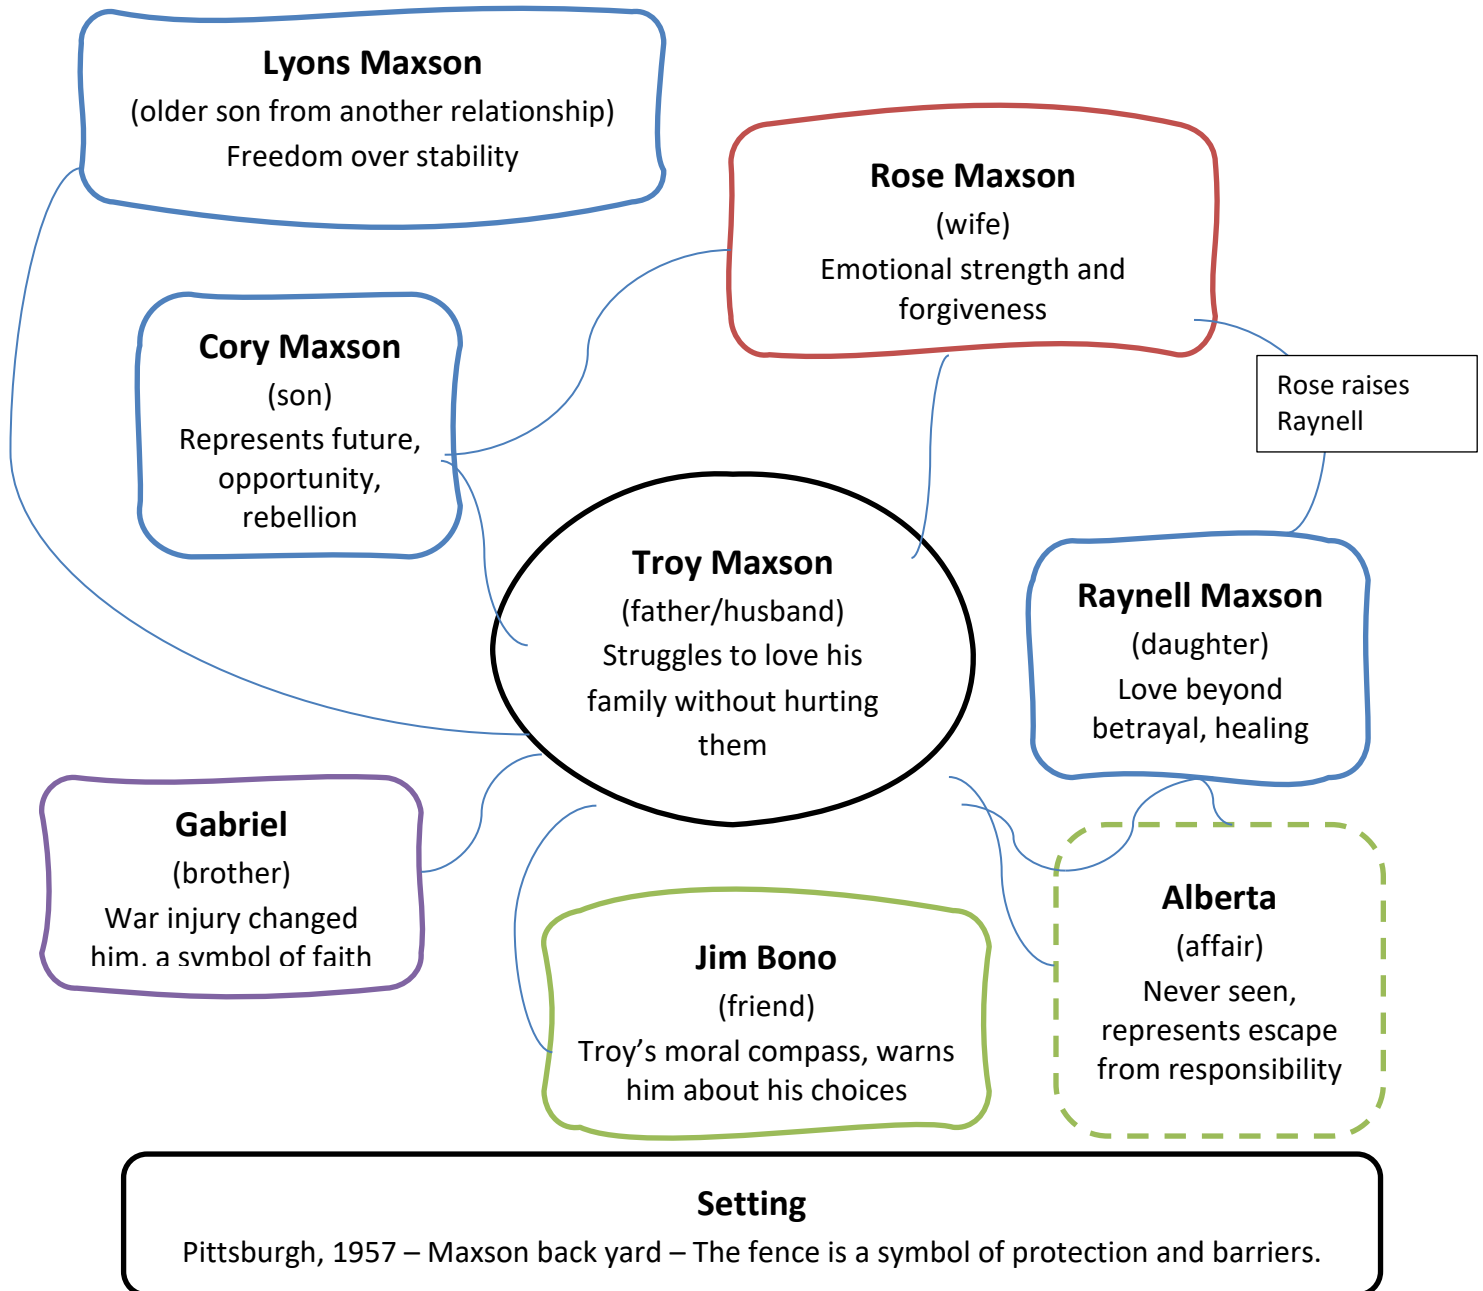 Lyons Maxson
(older son from another relationship)
Freedom over stability
Rose Maxson
(wife)
Emotional strength and
forgiveness
Cory Maxson
(son)
Represents future,
opportunity,
rebellion
Rose raises
Raynell
Troy Maxson
(father/husband)
Struggles to love his
family without hurting
them
Raynell Maxson
(daughter)
Love beyond
betrayal, healing
Gabriel
(brother)
War injury changed
him, a symbol of faith
Jim Bono
(friend)
Troy’s moral compass, warns
him about his choices
Alberta
(affair)
Never seen,
represents escape
from responsibility
Setting
Pittsburgh, 1957 – Maxson back yard – The fence is a symbol of protection and barriers.